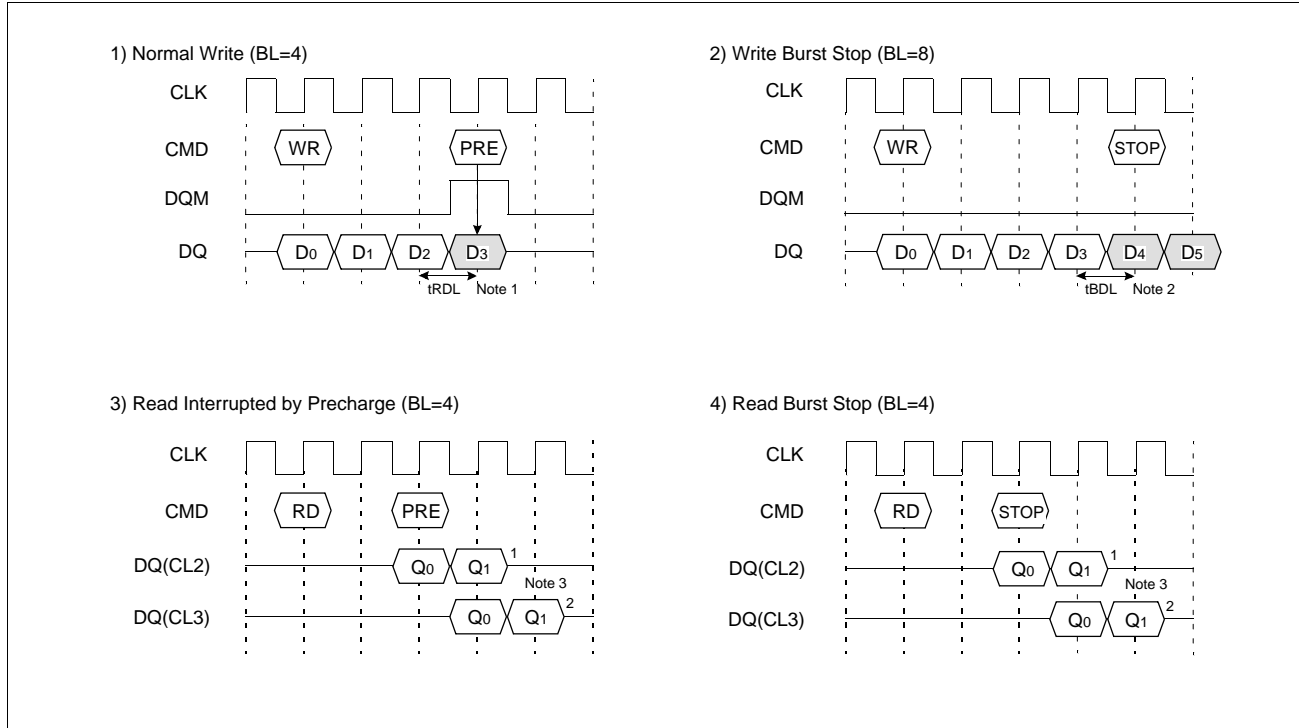 1) Normal Write (BL=4)
CLK
CMD
WR
PRE
DQM
DQ
D0
D1
D2
D3
tRDL
Note 1
2) Write Burst Stop (BL=8)
CLK
CMD
WR
STOP
DQM
DQ
D0
D1
D2
D3
D4
D5
tBDL
Note 2
3) Read Interrupted by Precharge (BL=4)
CLK
CMD
RD
PRE
DQ(CL2)
Q0
Q1
1
Note 3
DQ(CL3)
Q0
Q1
2
4) Read Burst Stop (BL=4)
CLK
CMD
RD
STOP
DQ(CL2)
Q0
Q1
1
Note 3
DQ(CL3)
Q0
Q1
2